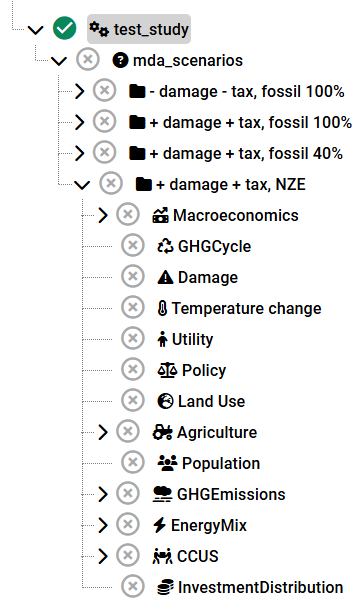 test_study
mda_scenarios
- damage - tax, fossil 100%
+ damage + tax, fossil 100%
+ damage + tax, fossil 40%
+ damage + tax, NZE
Macroeconomics
GHGCycle
Damage
Temperature change
Utility
Policy
Land Use
Agriculture
Population
GHGEmissions
EnergyMix
CCUS
InvestmentDistribution